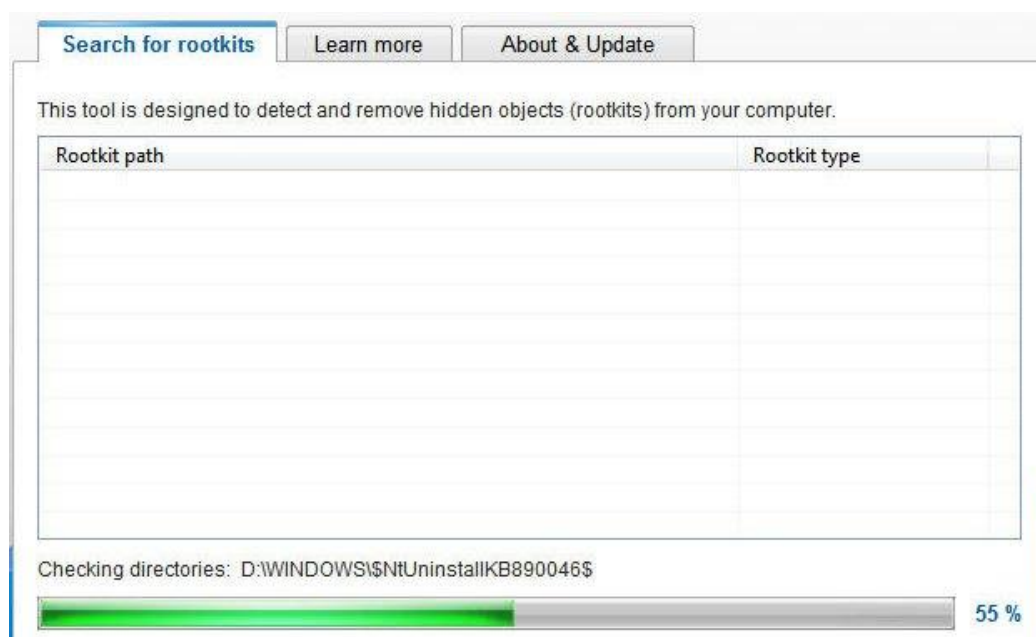 Search for rootkits Learn more About & Update
This tool is designed to detect and remove hidden objects (rootkits) from your computer.
Rootkit path Rootkit type
Checking directories: D:\WINDOWS\$NtUninstallKB890046$
55 %